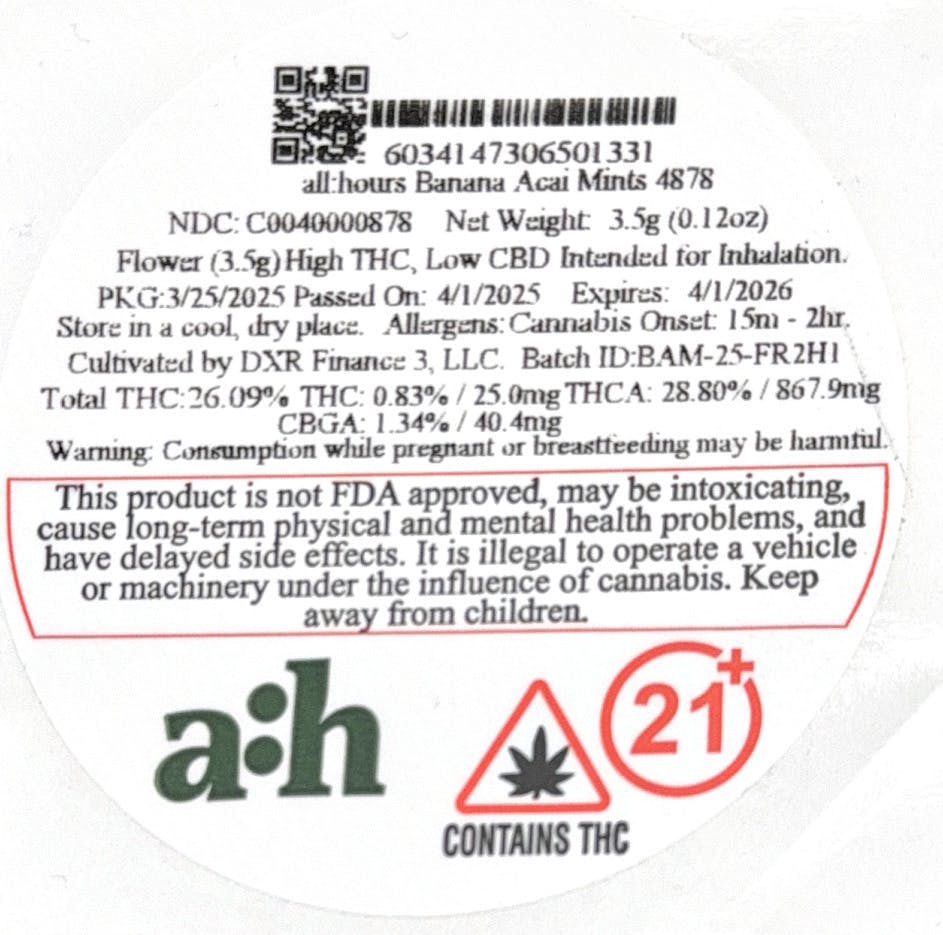 6034147306501331
all:hours Banana Acai Mints 4878
NDC: C0040000878 Net Weight: 3.5g (0.12oz)
Flower (3.5g) High THC, Low CBD Intended for Inhalation.
PKG:3/25/2025 Passed On: 4/1/2025 Expires: 4/1/2026
Store in a cool, dry place. Allergens: Cannabis Onset: 15m - 2hr.
Cultivated by DXR Finance 3, LLC. Batch ID:BAM-25-FR2H1
Total THC:26.09% THC: 0.83% / 25.0mg THCA: 28.80% / 867.9mg
CBGA: 1.34% / 40.4mg
Warning: Consumption while pregnant or breastfeeding may be harmful.
This product is not FDA approved, may be intoxicating,
cause long-term physical and mental health problems, and
have delayed side effects. It is illegal to operate a vehicle
or machinery under the influence of cannabis. Keep
away from children.
a:h
21+
CONTAINS THC